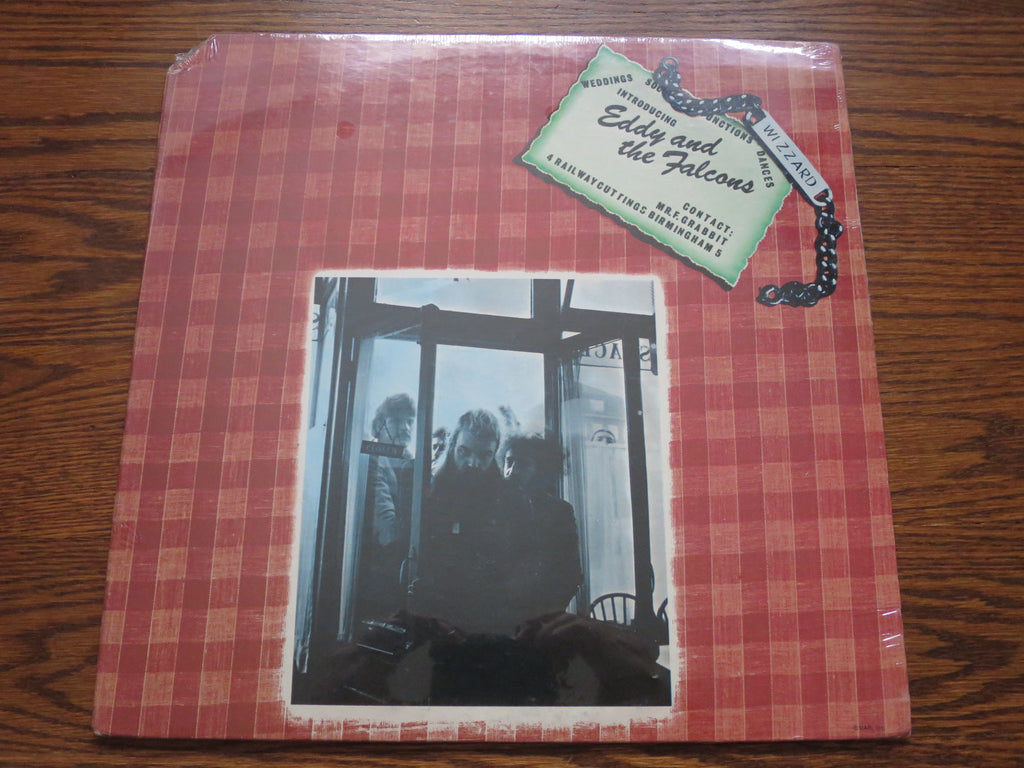 WEDDINGS
INTRODUCING
Eddy and
the Falcons
DANCES
4 RAILWAY CUTTINGS BIRMINGHAM 5
CONTACT:
MR.F.GRABBIT
WIZZARD